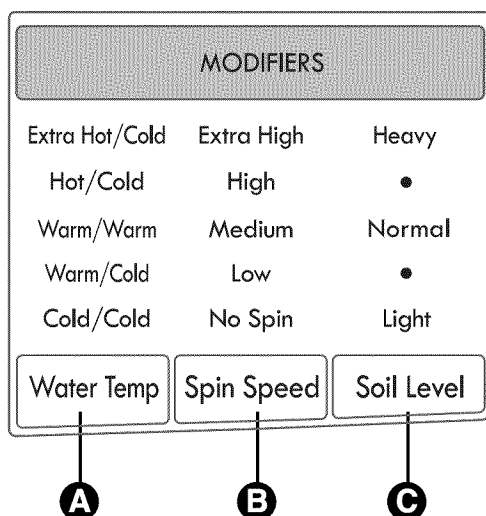 MODIFIERS
Extra Hot/Cold Extra High Heavy
Hot/Cold High •
Warm/Warm Medium Normal
Warm/Cold Low •
Cold/Cold No Spin Light
Water Temp Spin Speed Soil Level
A B C